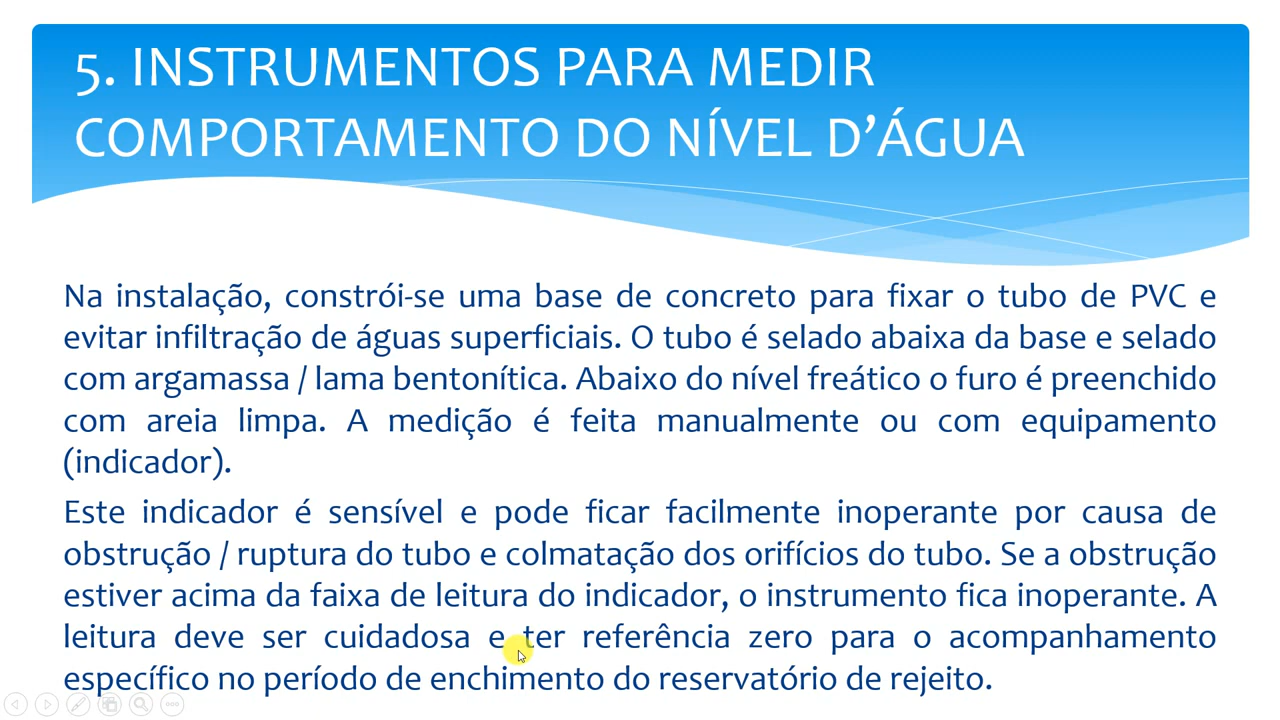 5. INSTRUMENTOS PARA MEDIR
COMPORTAMENTO DO NÍVEL D’ÁGUA
Na instalação, constrói-se uma base de concreto para fixar o tubo de PVC e
evitar infiltração de águas superficiais. O tubo é selado abaixa da base e selado
com argamassa / lama bentonítica. Abaixo do nível freático o furo é preenchido
com areia limpa. A medição é feita manualmente ou com equipamento
(indicador).
Este indicador é sensível e pode ficar facilmente inoperante por causa de
obstrução / ruptura do tubo e colmatação dos orifícios do tubo. Se a obstrução
estiver acima da faixa de leitura do indicador, o instrumento fica inoperante. A
leitura deve ser cuidadosa e ter referência zero para o acompanhamento
específico no período de enchimento do reservatório de rejeito.